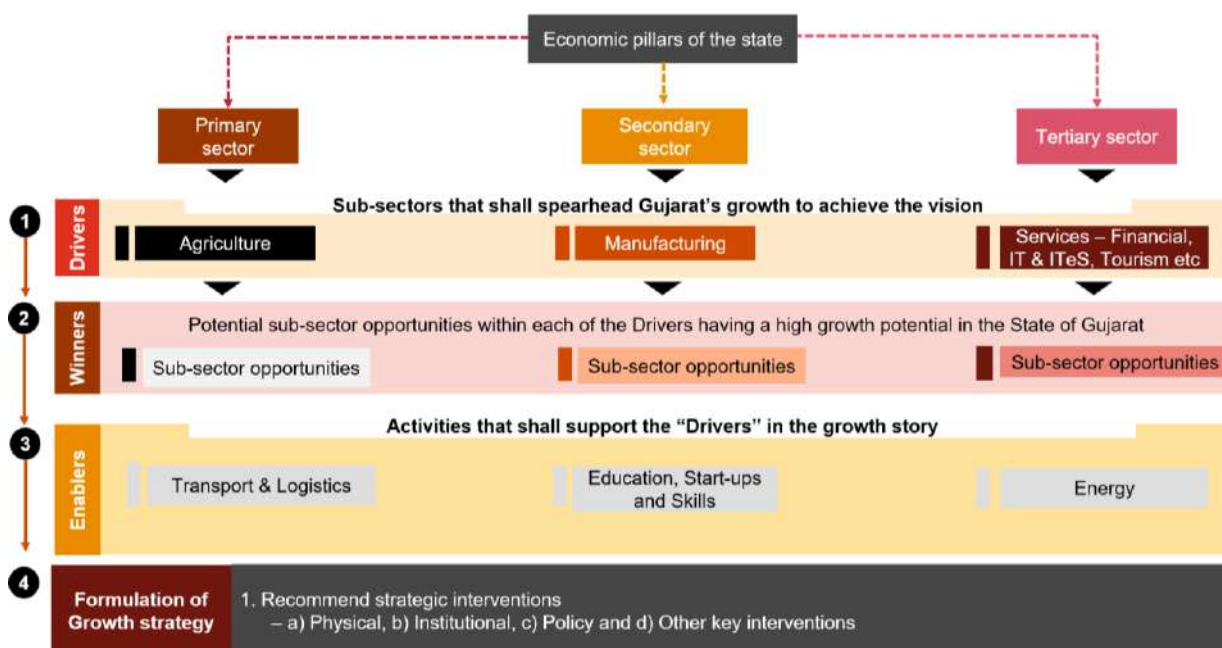 Economic pillars of the state
Primary
sector
Secondary
sector
Tertiary sector
1
Drivers
Sub-sectors that shall spearhead Gujarat's growth to achieve the vision
Agriculture
Manufacturing
Services – Financial,
IT & ITeS, Tourism etc
2
Winners
Potential sub-sector opportunities within each of the Drivers having a high growth potential in the State of Gujarat
Sub-sector opportunities
Sub-sector opportunities
Sub-sector opportunities
3
Enablers
Activities that shall support the “Drivers” in the growth story
Transport & Logistics
Education, Start-ups
and Skills
Energy
4
Formulation of
Growth strategy
1. Recommend strategic interventions
– a) Physical, b) Institutional, c) Policy and d) Other key interventions